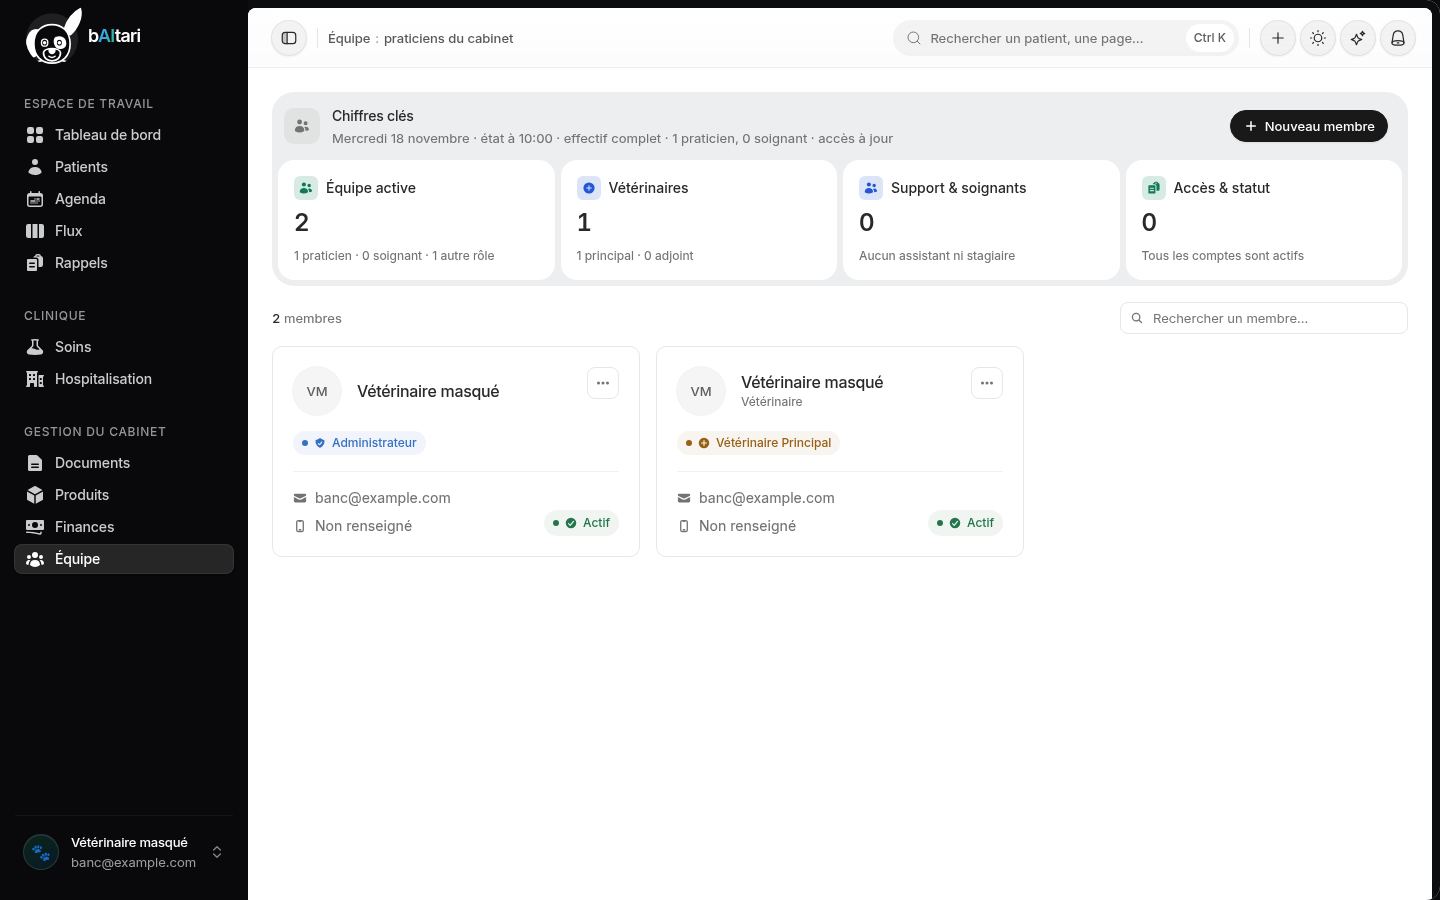 bAItari
ESPACE DE TRAVAIL
Tableau de bord
Patients
Agenda
Flux
Rappels
CLINIQUE
Soins
Hospitalisation
GESTION DU CABINET
Documents
Produits
Finances
Équipe
Vétérinaire masqué
banc@example.com
Équipe : praticiens du cabinet
Rechercher un patient, une page... Ctrl K
Chiffres clés
Mercredi 18 novembre · état à 10:00 · effectif complet · 1 praticien, 0 soignant · accès à jour
Nouveau membre
Équipe active
2
1 praticien · 0 soignant · 1 autre rôle
Vétérinaires
1
1 principal · 0 adjoint
Support & soignants
0
Aucun assistant ni stagiaire
Accès & statut
0
Tous les comptes sont actifs
2 membres
Rechercher un membre...
VM
Vétérinaire masqué
Administrateur
banc@example.com
Non renseigné
Actif
VM
Vétérinaire masqué
Vétérinaire
Vétérinaire Principal
banc@example.com
Non renseigné
Actif